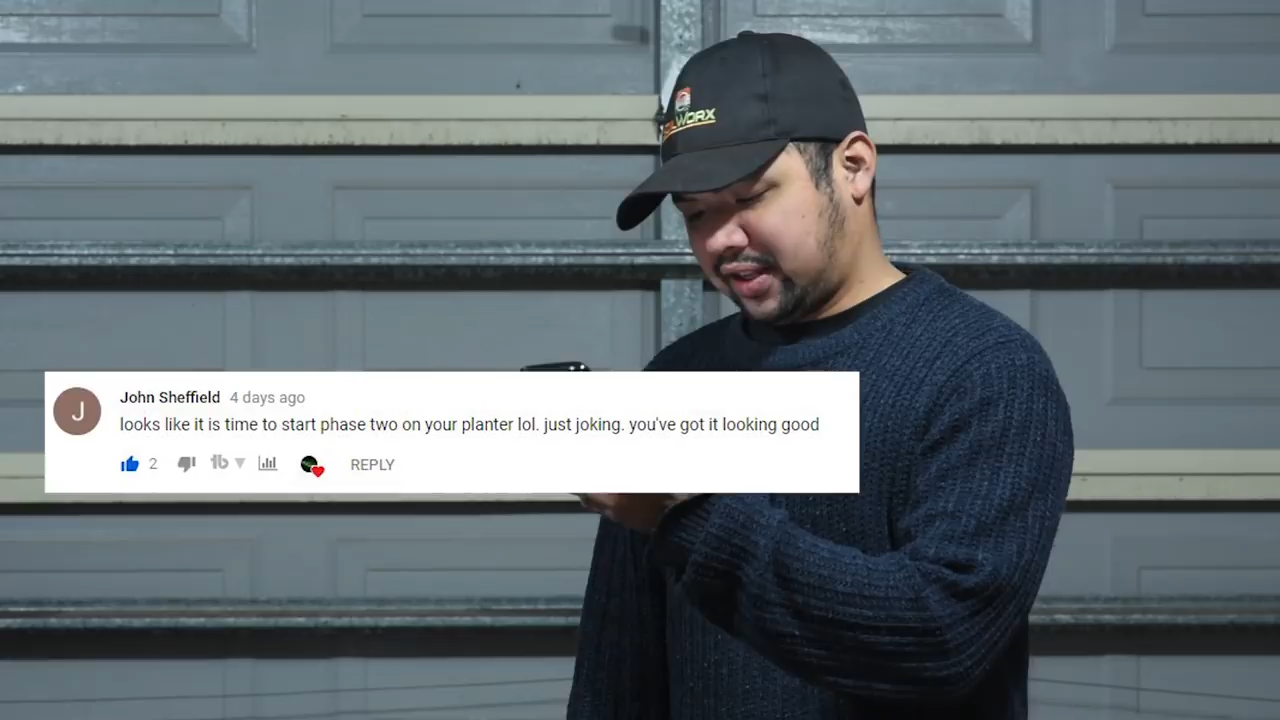 WORX
John Sheffield 4 days ago
looks like it is time to start phase two on your planter lol. just joking. you've got it looking good
2 REPLY
J